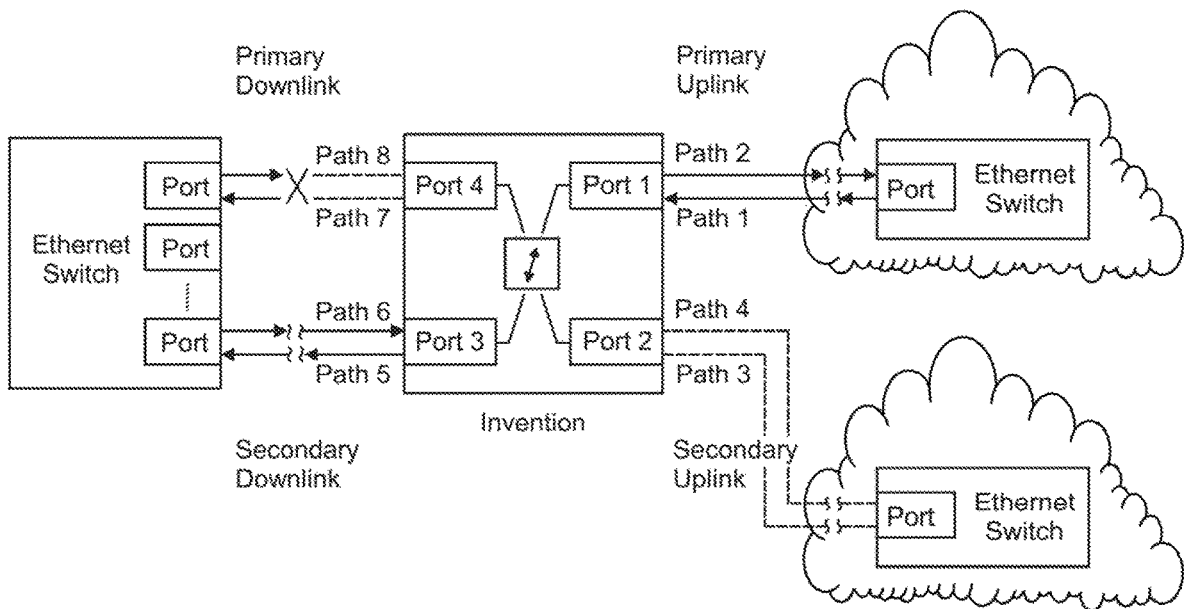 Primary
Downlink
Primary
Uplink
Path 8
Path 2
Port
Port 4
Port 1
Port
Ethernet
Switch
Path 7
Path 1
Port
Ethernet
Switch
Path 6
Path 4
Port
Port 3
Port 2
Path 5
Path 3
Invention
Secondary
Downlink
Secondary
Uplink
Port
Ethernet
Switch